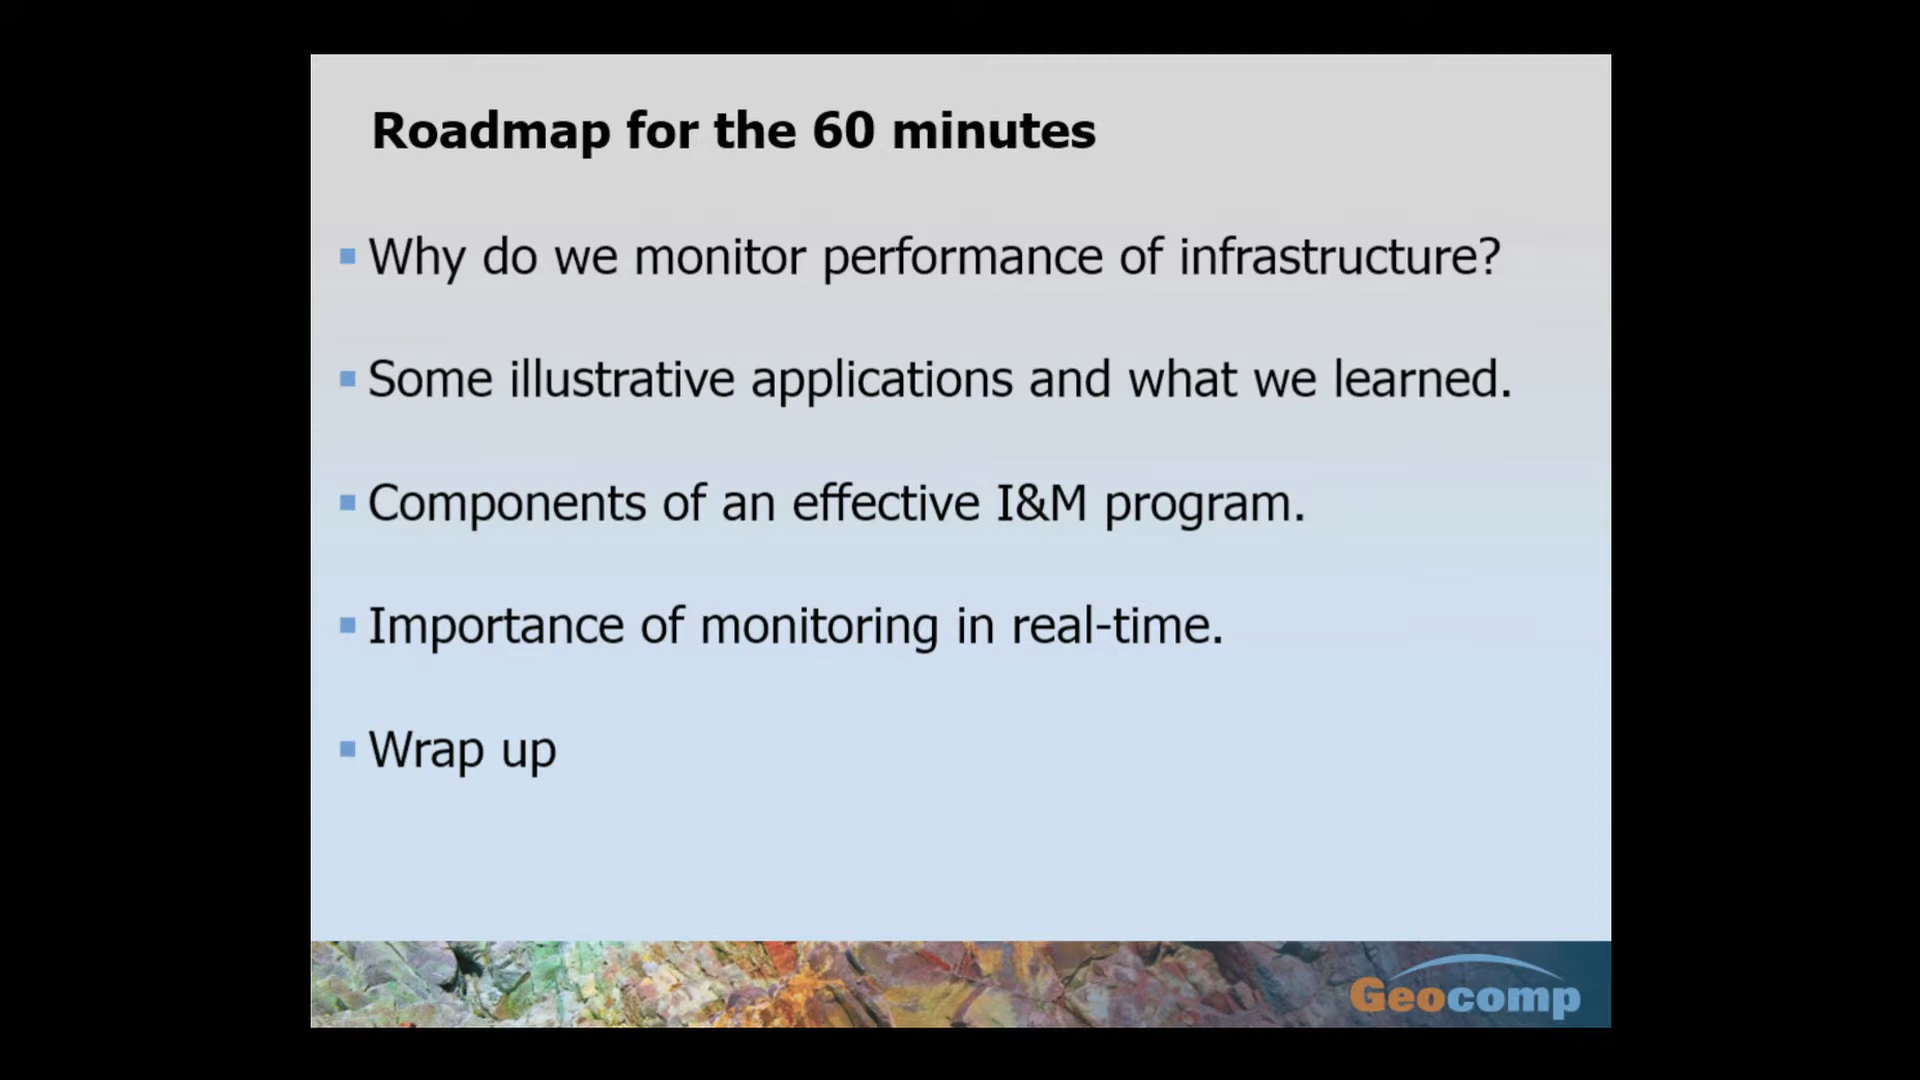 Roadmap for the 60 minutes
Why do we monitor performance of infrastructure?
Some illustrative applications and what we learned.
Components of an effective I&M program.
Importance of monitoring in real-time.
Wrap up
Geocomp